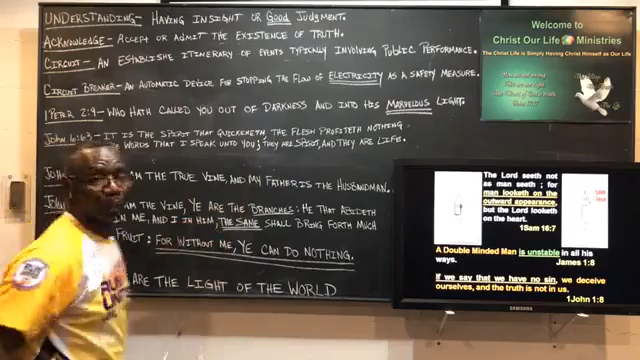 UNDERSTANDING- HAVING INSIGHT OR GOOD JUDGMENT.
ACKNOWLEDGE- ACCEPT OR ADMIT THE EXISTENCE OF TRUTH.
CIRCUIT - AN ESTABLISHE ITINERARY OF EVENTS TYPICALLY INVOLVING PUBLIC PERFORMANCE.
CIRCUIT BREAKER- AN AUTOMATIC DEVICE FOR STOPPING THE FLOW OF ELECTRICITY AS A SAFETY MEASURE.
1 PETER 2:9- WHO HATH CALLED YOU OUT OF DARKNESS AND INTO HIS MARVELOUS LIGHT.
JOHN 6:63- IT IS THE SPIRIT THAT QUICKENETH THE FLESH PROFITETH NOTHING
WORDS THAT I SPEAK UNTO YOU; THEY ARE SPIRIT, AND THEY ARE LIFE.
AM THE TRUE VINE, AND MY FATHER IS THE HUSBANDMAN.
AM THE VINE, YE ARE THE BRANCHES: HE THAT ABIDETH
IN ME, AND I IN HIM, THE SANE SHALL BRING FORTH MUCH
FRUIT: FOR WITHOUT ME, YE CAN DO NOTHING.
ARE THE LIGHT OF THE WORLD
Welcome to
Christ Our Life Ministries
The Christ Life is Simply Having Christ Himself as Our Life
The Lord seeth not
as man seeth; for
man looketh on the
outward appearance,
but the Lord looketh
on the heart.
1Sam 16:7
A Double Minded Man is unstable in all his
ways.
James 1:8
If we say that we have no sin, we deceive
ourselves, and the truth is not in us.
1John 1:8
SAMSUNG